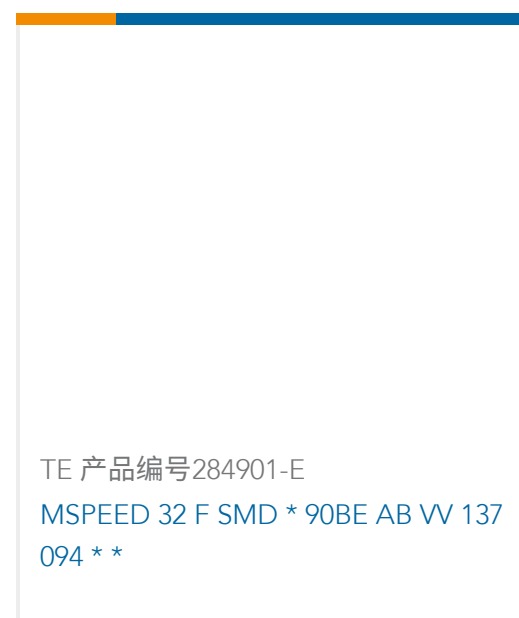 TE 产品编号284901-E
MSPEED 32 F SMD * 90BE AB VV 137
094 * *